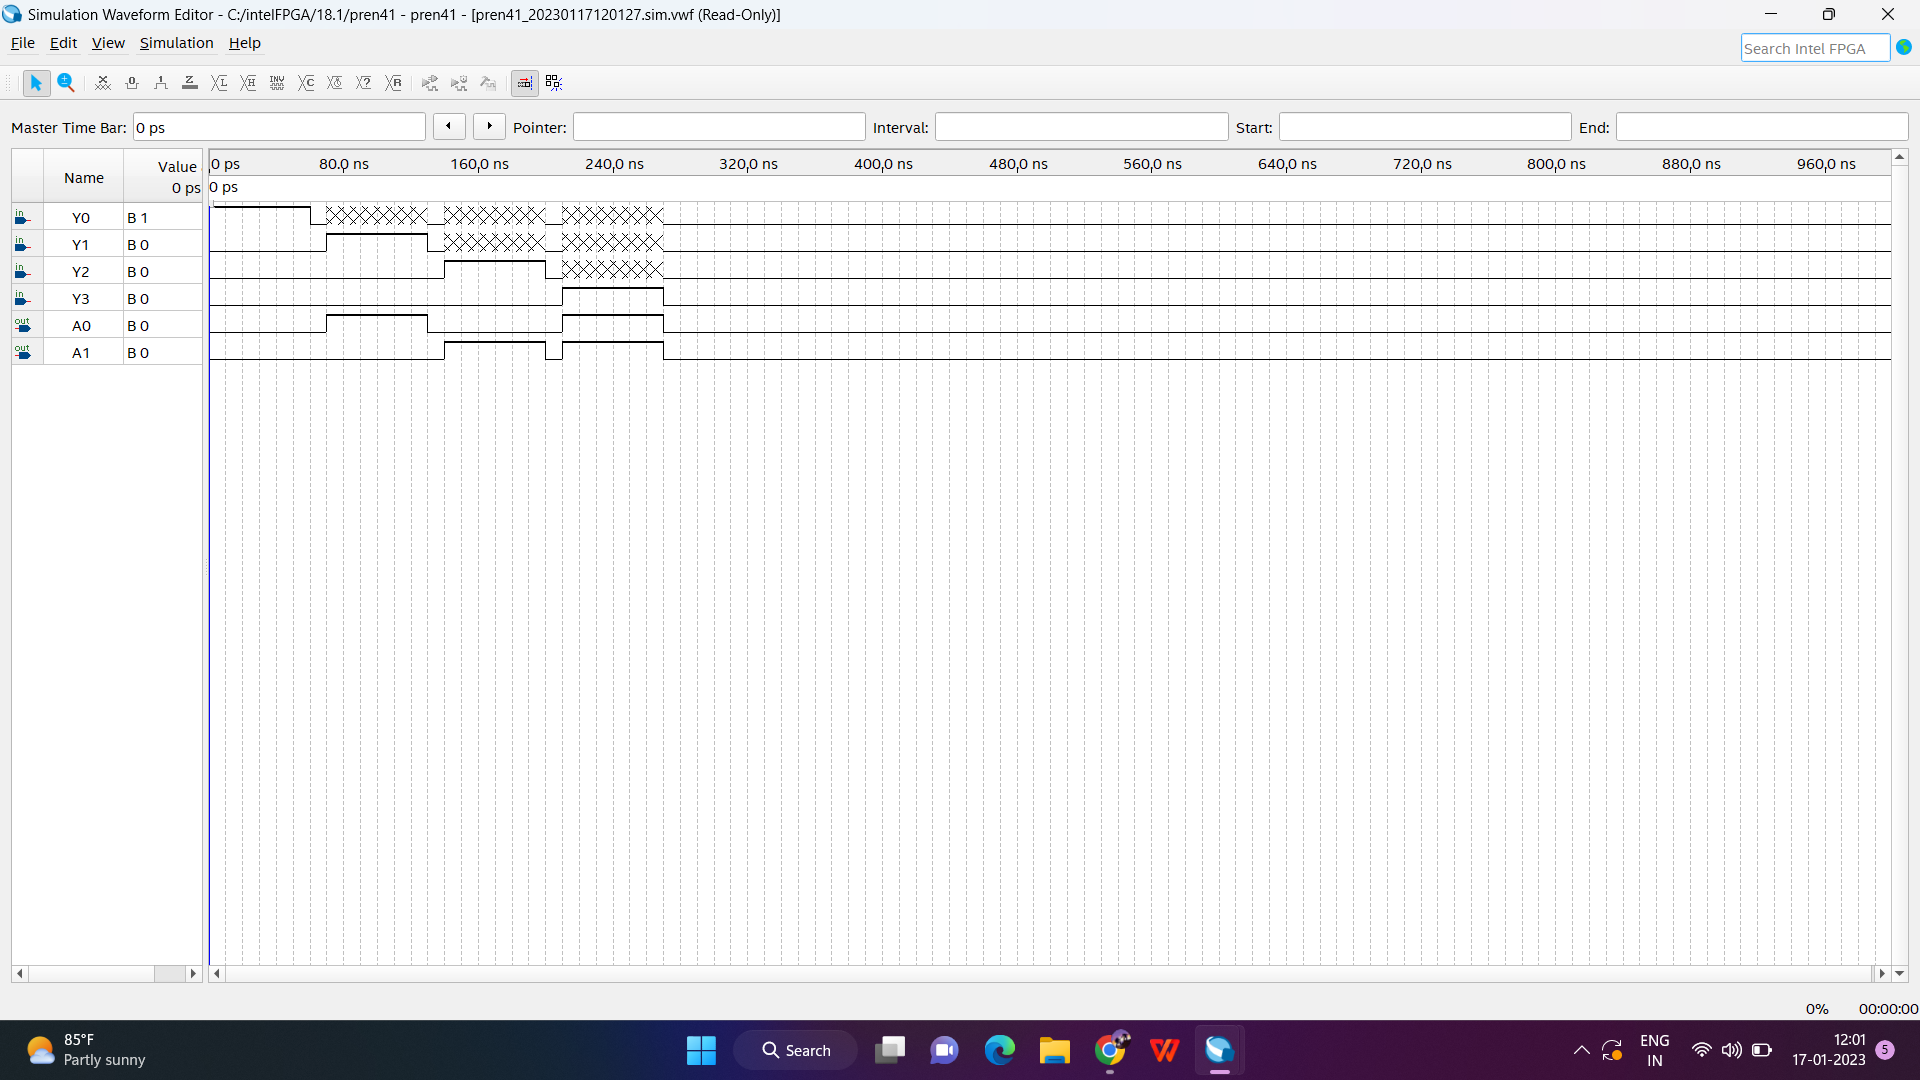 Simulation Waveform Editor - C:/intelFPGA/18.1/pren41 - pren41 - [pren41_20230117120127.sim.vwf (Read-Only)]
File Edit View Simulation Help
Search Intel FPGA
Master Time Bar: 0 ps Pointer: Interval: Start: End:
Name Value 0 ps
0 ps 80.0 ns 160.0 ns 240.0 ns 320.0 ns 400.0 ns 480.0 ns 560.0 ns 640.0 ns 720.0 ns 800.0 ns 880.0 ns 960.0 ns
0 ps
in Y0 B 1
in Y1 B 0
in Y2 B 0
in Y3 B 0
out A0 B 0
out A1 B 0
0% 00:00:00
85°F
Partly sunny
Search
ENG
IN
12:01
17-01-2023
5